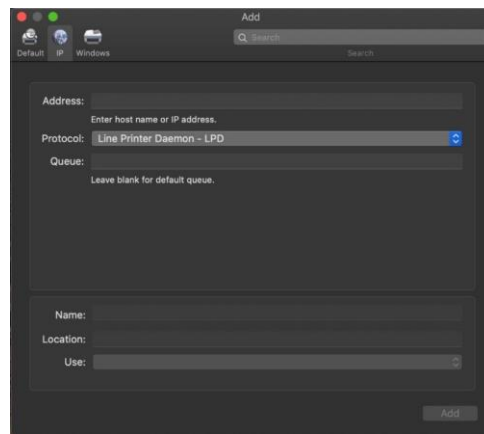 Add
Search
Default IP Windows
Search
Address:
Enter host name or IP address.
Protocol: Line Printer Daemon - LPD
Queue:
Leave blank for default queue.
Name:
Location:
Use:
Add